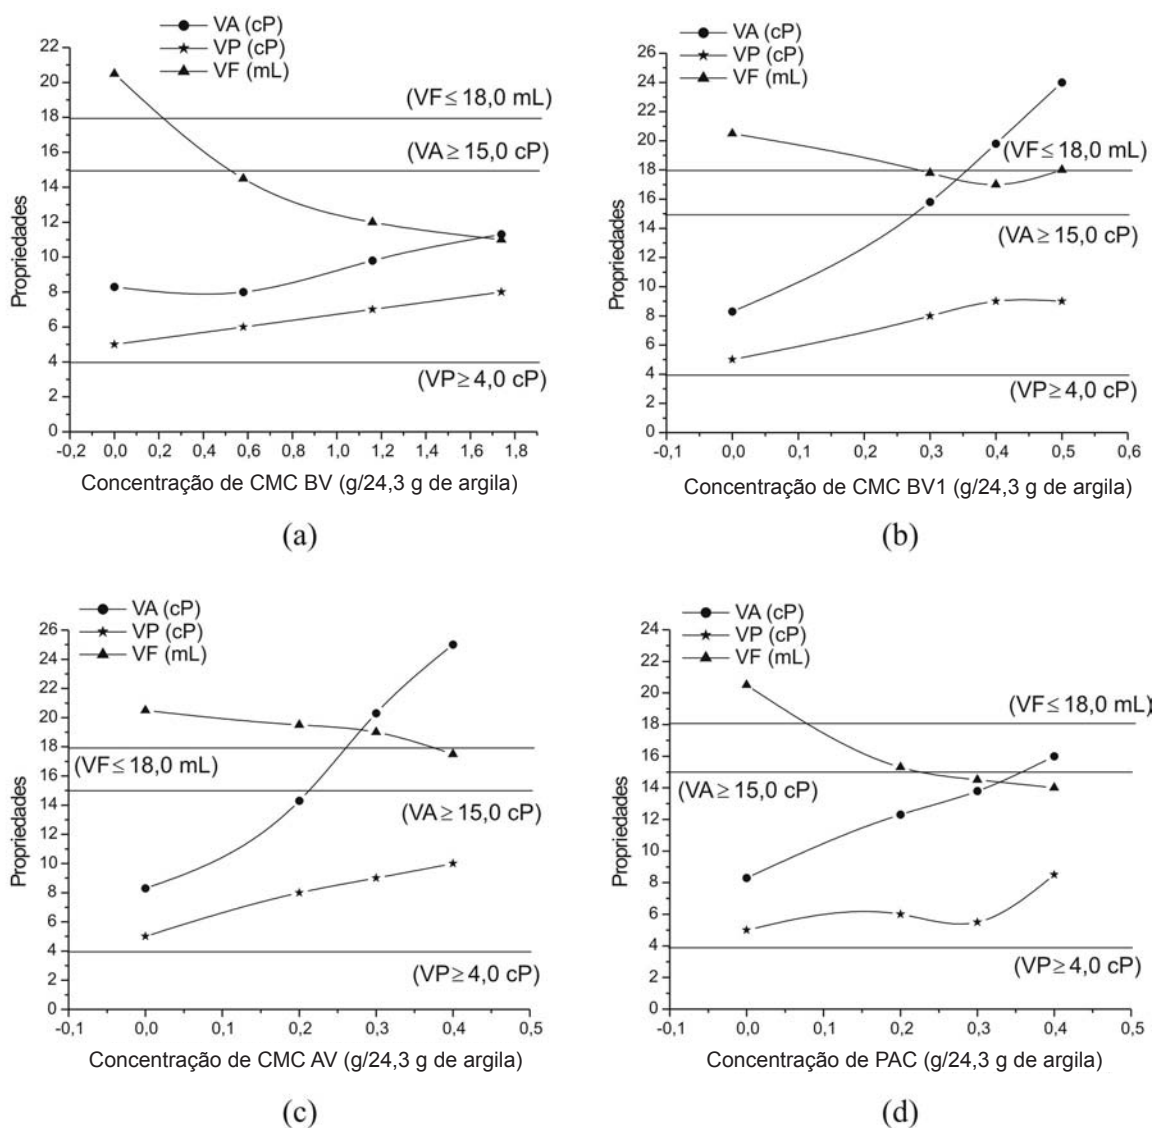 VA (cP)
VP (cP)
VF (mL)
22
20
18
16
14
12
10
8
6
4
2
0
Propriedades
(VF ≤ 18,0 mL)
(VA ≥ 15,0 cP)
(VP ≥ 4,0 cP)
-0,2 0,0 0,2 0,4 0,6 0,8 1,0 1,2 1,4 1,6 1,8
Concentração de CMC BV (g/24,3 g de argila)
(a)
VA (cP)
VP (cP)
VF (mL)
26
24
22
20
18
16
14
12
10
8
6
4
2
0
Propriedades
(VF ≤ 18,0 mL)
(VA ≥ 15,0 cP)
(VP ≥ 4,0 cP)
-0,1 0,0 0,1 0,2 0,3 0,4 0,5 0,6
Concentração de CMC BV1 (g/24,3 g de argila)
(b)
VA (cP)
VP (cP)
VF (mL)
26
24
22
20
18
16
14
12
10
8
6
4
2
0
Propriedades
(VF ≤ 18,0 mL)
(VA ≥ 15,0 cP)
(VP ≥ 4,0 cP)
-0,1 0,0 0,1 0,2 0,3 0,4 0,5
Concentração de CMC AV (g/24,3 g de argila)
(c)
VA (cP)
VP (cP)
VF (mL)
24
22
20
18
16
14
12
10
8
6
4
2
0
Propriedades
(VF ≤ 18,0 mL)
(VA ≥ 15,0 cP)
(VP ≥ 4,0 cP)
-0,1 0,0 0,1 0,2 0,3 0,4 0,5
Concentração de PAC (g/24,3 g de argila)
(d)